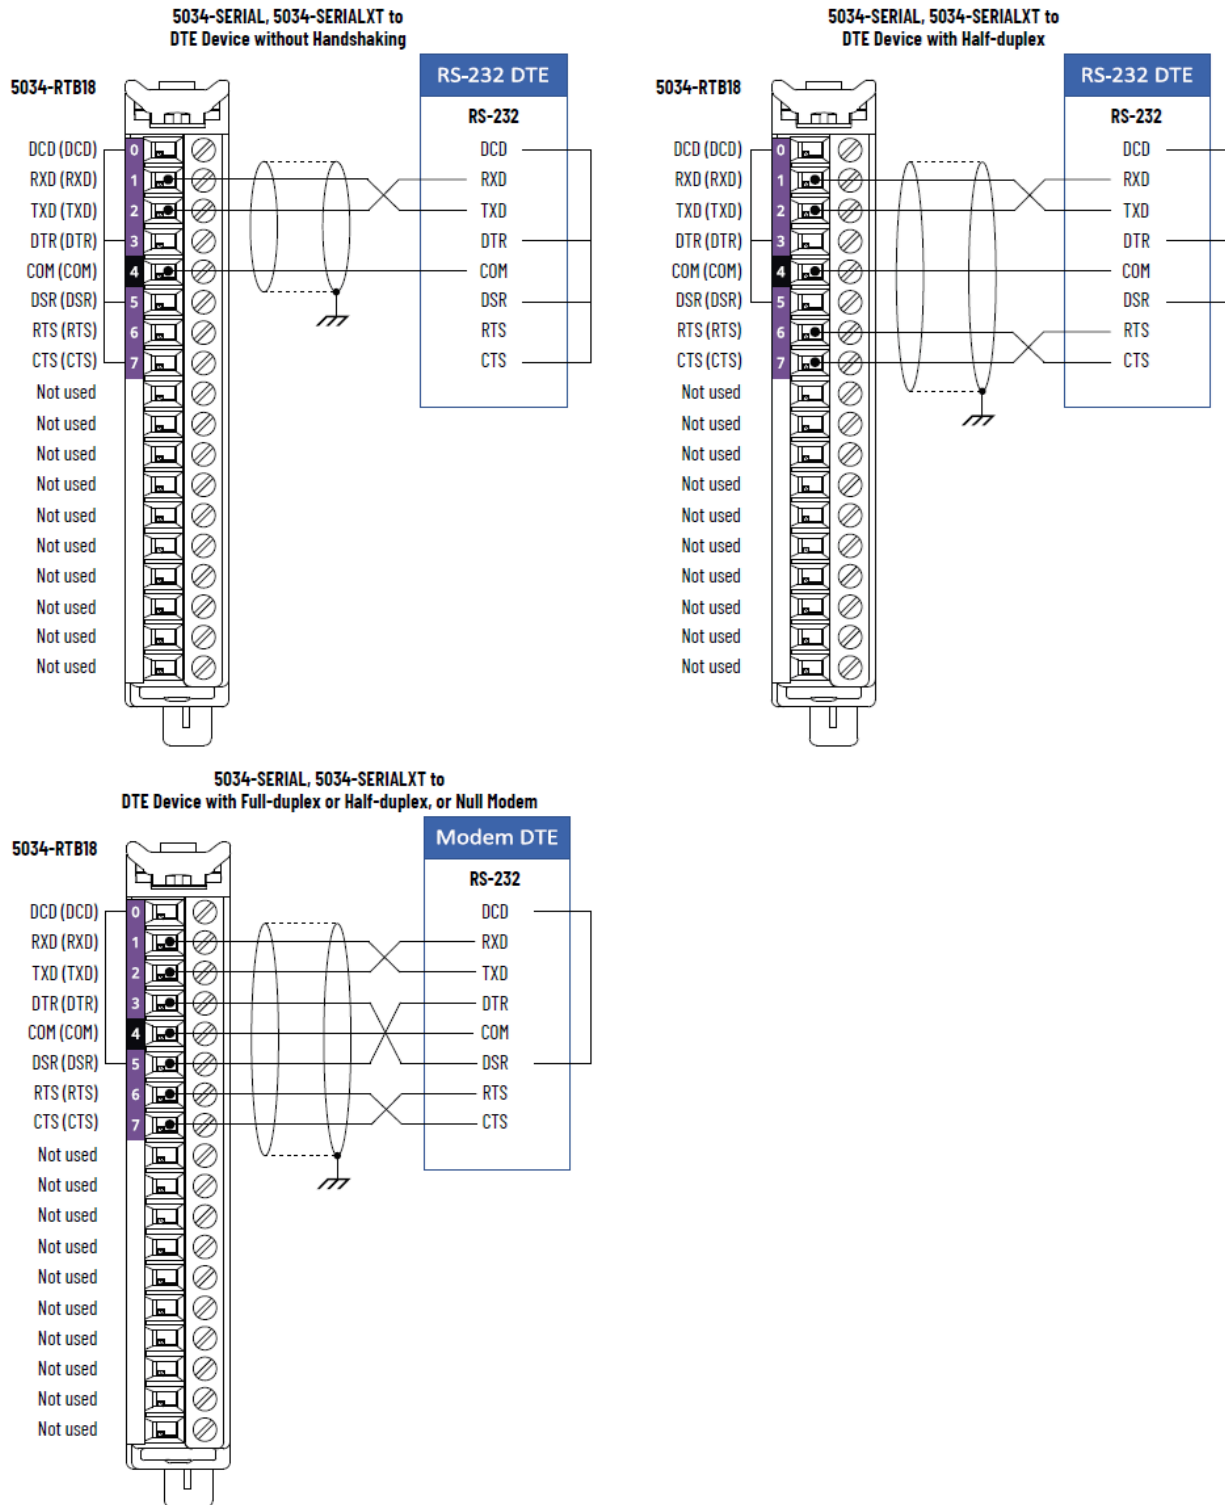 5034-SERIAL, 5034-SERIALXT to
DTE Device without Handshaking
5034-RTB18
RS-232 DTE
RS-232
DCD (DCD) 0 DCD
RXD (RXD) 1 RXD
TXD (TXD) 2 TXD
DTR (DTR) 3 DTR
COM (COM) 4 COM
DSR (DSR) 5 DSR
RTS (RTS) 6 RTS
CTS (CTS) 7 CTS
Not used
Not used
Not used
Not used
Not used
Not used
Not used
Not used
Not used
Not used
5034-SERIAL, 5034-SERIALXT to
DTE Device with Half-duplex
5034-RTB18
RS-232 DTE
RS-232
DCD (DCD) 0 DCD
RXD (RXD) 1 RXD
TXD (TXD) 2 TXD
DTR (DTR) 3 DTR
COM (COM) 4 COM
DSR (DSR) 5 DSR
RTS (RTS) 6 RTS
CTS (CTS) 7 CTS
Not used
Not used
Not used
Not used
Not used
Not used
Not used
Not used
Not used
Not used
5034-SERIAL, 5034-SERIALXT to
DTE Device with Full-duplex or Half-duplex, or Null Modem
5034-RTB18
Modem DTE
RS-232
DCD (DCD) 0 DCD
RXD (RXD) 1 RXD
TXD (TXD) 2 TXD
DTR (DTR) 3 DTR
COM (COM) 4 COM
DSR (DSR) 5 DSR
RTS (RTS) 6 RTS
CTS (CTS) 7 CTS
Not used
Not used
Not used
Not used
Not used
Not used
Not used
Not used
Not used
Not used